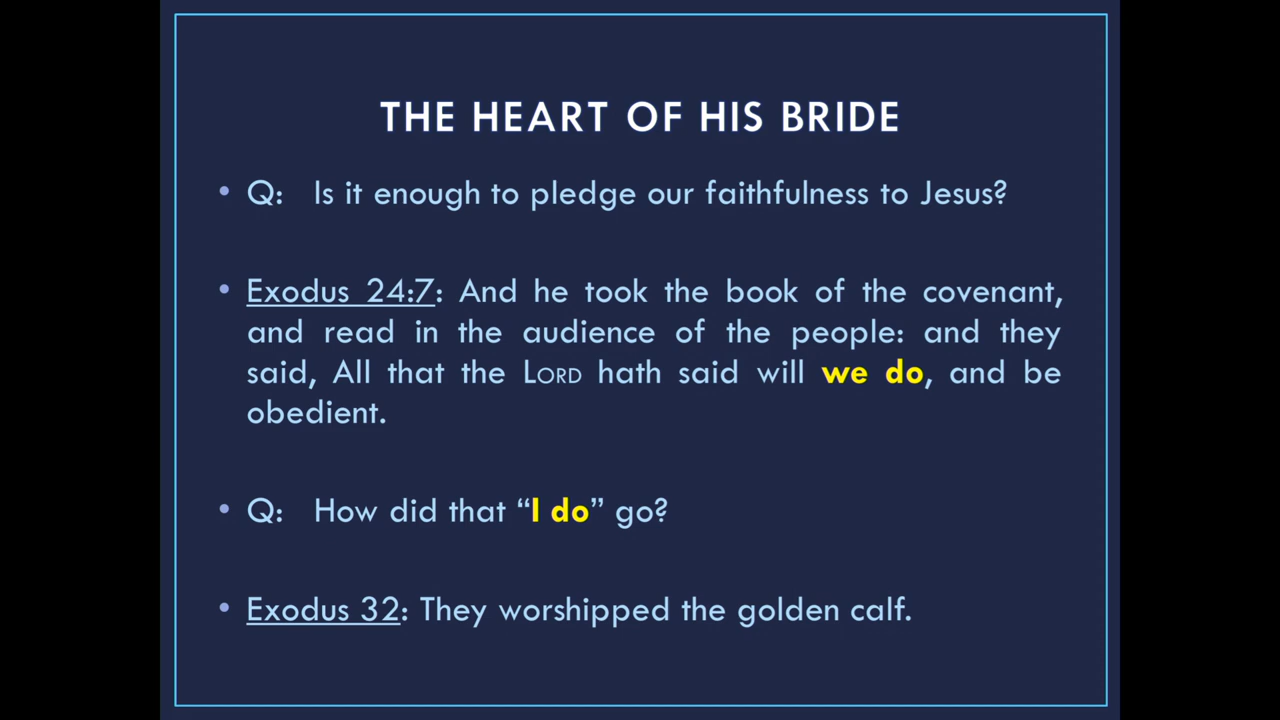 THE HEART OF HIS BRIDE
• Q: Is it enough to pledge our faithfulness to Jesus?
• Exodus 24:7: And he took the book of the covenant,
and read in the audience of the people: and they
said, All that the LORD hath said will we do, and be
obedient.
• Q: How did that “I do” go?
• Exodus 32: They worshipped the golden calf.